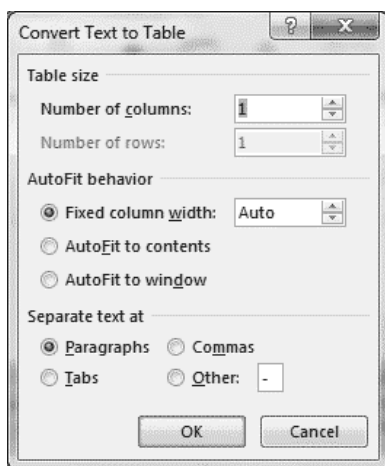 Convert Text to Table
?
X
Table size
Number of columns: 1
Number of rows: 1
AutoFit behavior
Fixed column width: Auto
AutoFit to contents
AutoFit to window
Separate text at
Paragraphs Commas
Tabs Other: -
OK Cancel